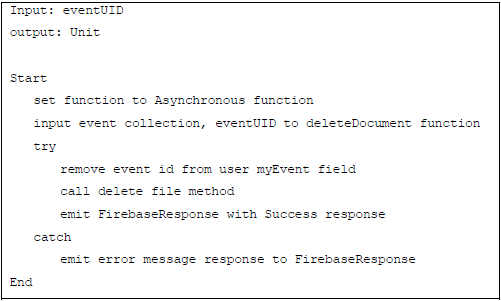 Input: eventUID
output: Unit
Start
set function to Asynchronous function
input event collection, eventUID to deleteDocument function
try
remove event id from user myEvent field
call delete file method
emit FirebaseResponse with Success response
catch
emit error message response to FirebaseResponse
End